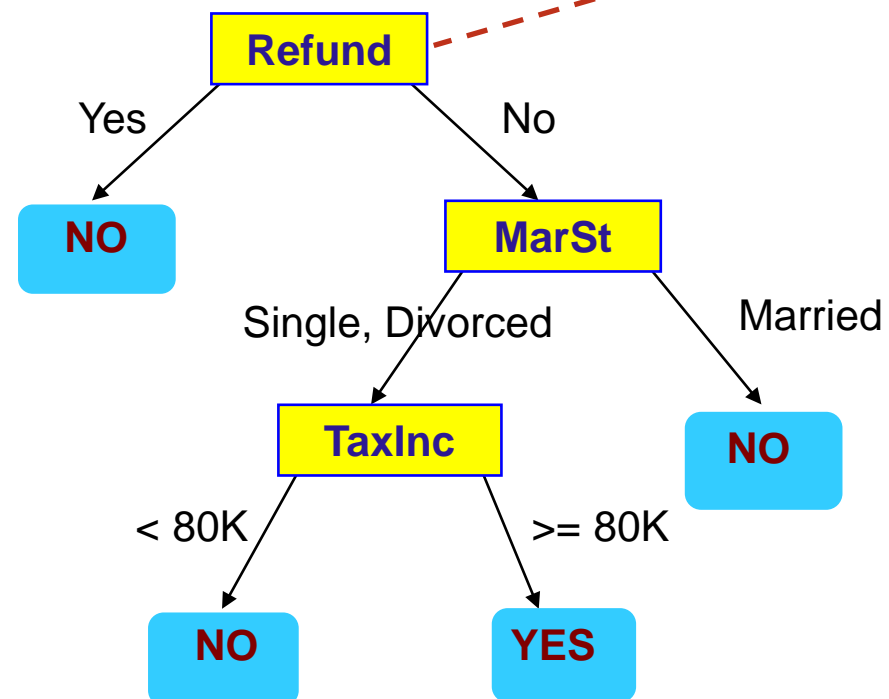 Refund
Yes
No
NO
MarSt
Single, Divorced
Married
TaxInc
NO
< 80K
>= 80K
NO
YES